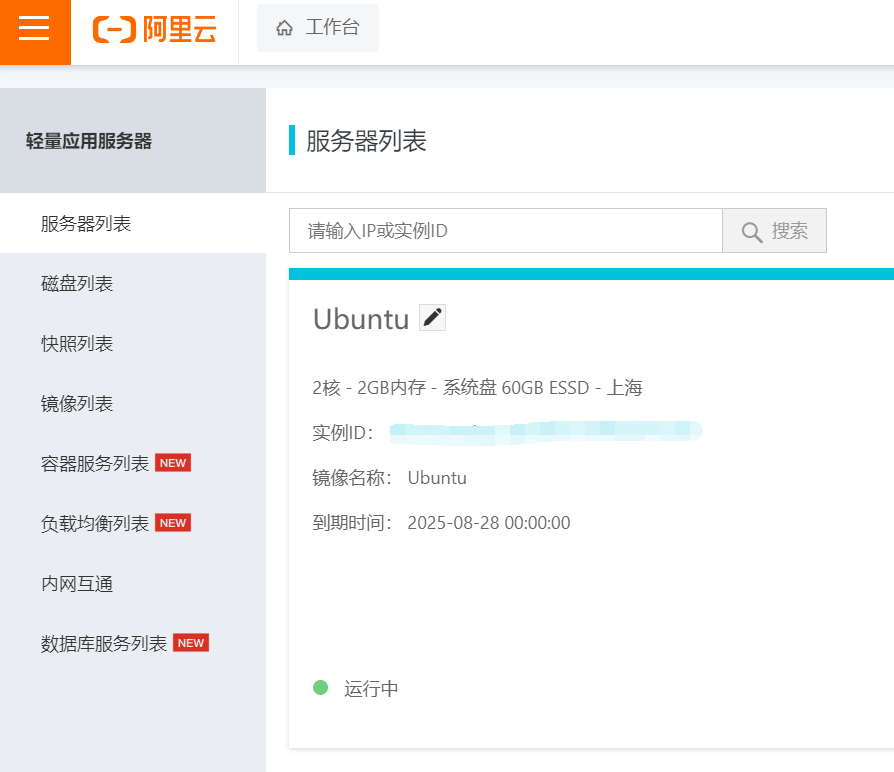 阿里云
工作台
轻量应用服务器
服务器列表
磁盘列表
快照列表
镜像列表
容器服务列表 NEW
负载均衡列表 NEW
内网互通
数据库服务列表 NEW
服务器列表
请输入IP或实例ID
搜索
Ubuntu
2核 - 2GB内存 - 系统盘 60GB ESSD - 上海
实例ID：
镜像名称： Ubuntu
到期时间： 2025-08-28 00:00:00
运行中